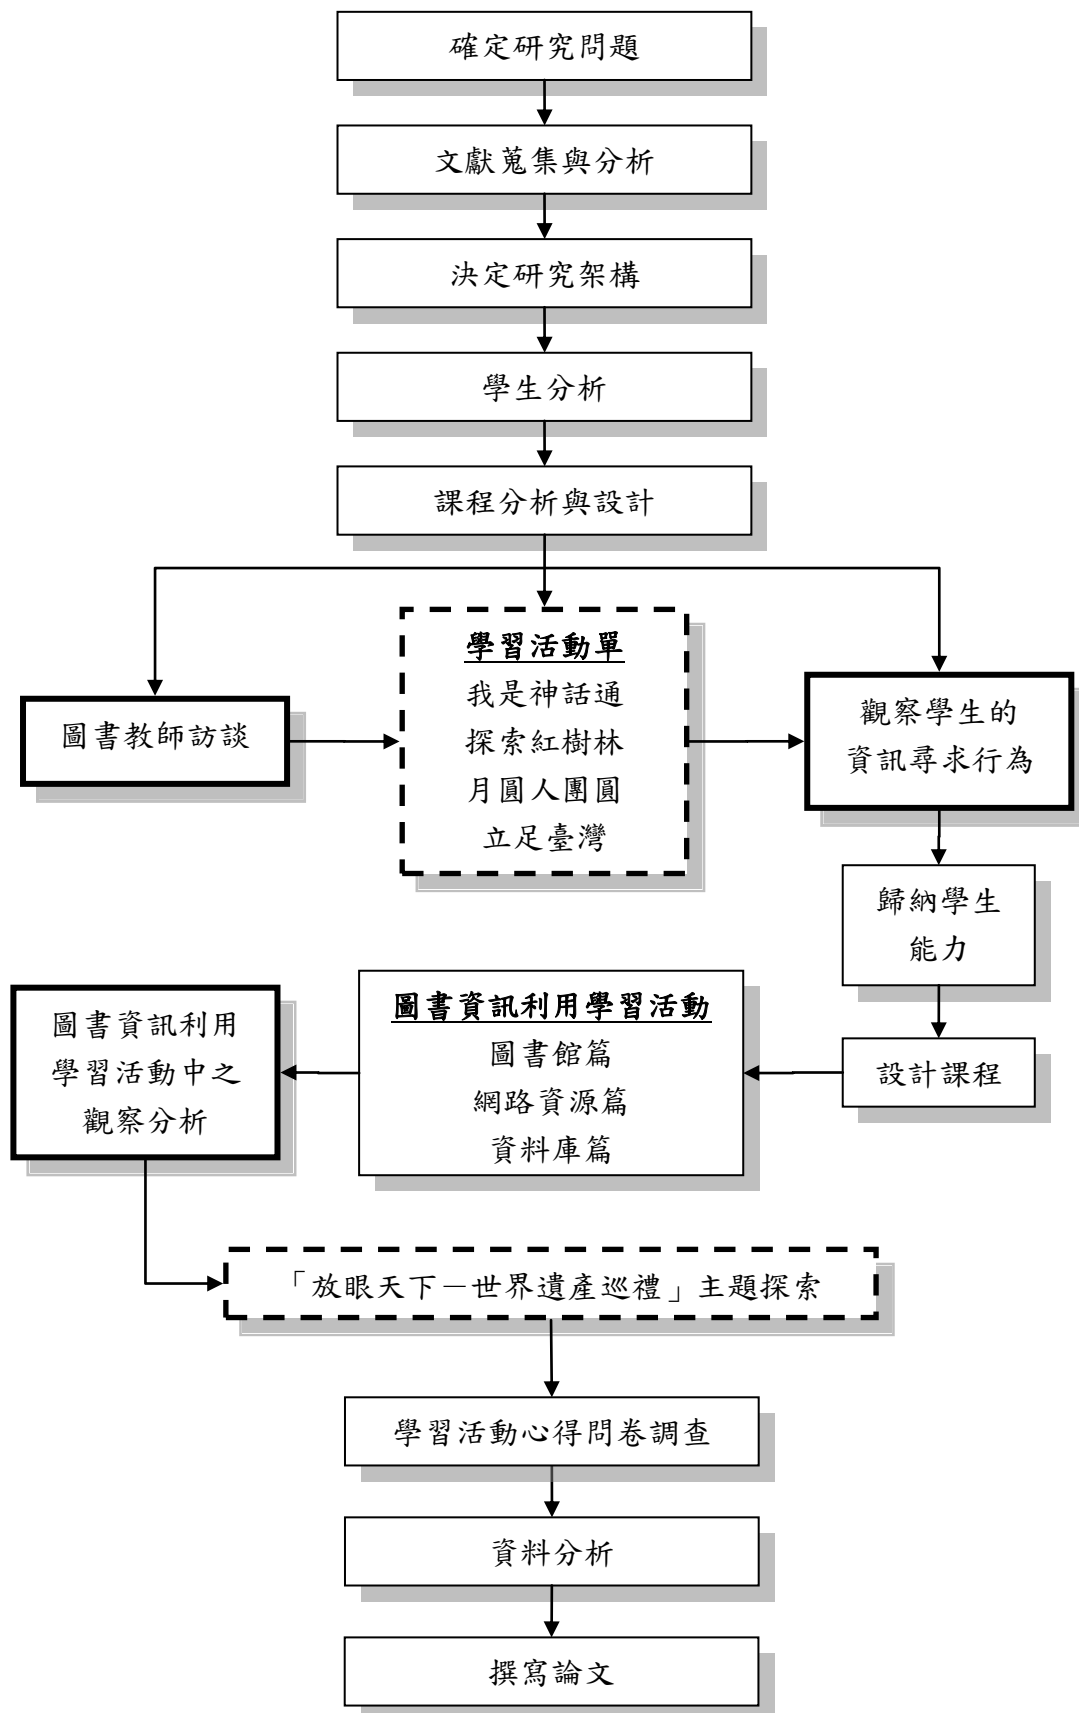 確定研究問題
文獻蒐集與分析
決定研究架構
學生分析
課程分析與設計
圖書教師訪談
學習活動單
我是神話通
探索紅樹林
月圓人團圓
立足臺灣
觀察學生的
資訊尋求行為
歸納學生
能力
設計課程
圖書資訊利用學習活動
圖書館篇
網路資源篇
資料庫篇
圖書資訊利用
學習活動中之
觀察分析
「放眼天下－世界遺產巡禮」主題探索
學習活動心得問卷調查
資料分析
撰寫論文